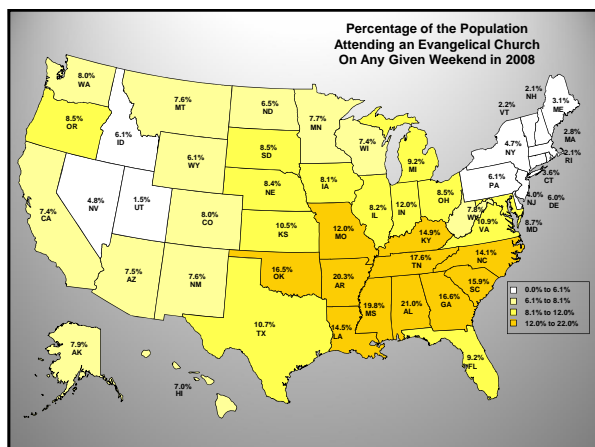 Percentage of the Population
Attending an Evangelical Church
On Any Given Weekend in 2008
8.0%
WA
7.6%
MT
6.5%
ND
7.7%
MN
7.4%
WI
9.2%
MI
2.1%
NH
2.2%
VT
3.1%
ME
8.5%
OR
6.1%
ID
6.1%
WY
8.5%
SD
8.1%
IA
4.7%
NY
2.8%
MA
2.1%
RI
3.6%
CT
7.4%
CA
4.8%
NV
1.5%
UT
8.0%
CO
8.4%
NE
8.2%
IL
12.0%
IN
8.5%
OH
6.1%
PA
4.0%
NJ
6.0%
DE
8.7%
MD
7.8%
WV
10.9%
VA
10.5%
KS
12.0%
MO
14.9%
KY
14.1%
NC
7.5%
AZ
7.6%
NM
16.5%
OK
20.3%
AR
17.6%
TN
15.9%
SC
10.7%
TX
14.5%
LA
19.8%
MS
21.0%
AL
16.6%
GA
9.2%
FL
7.9%
AK
7.0%
HI
0.0% to 6.1%
6.1% to 8.1%
8.1% to 12.0%
12.0% to 22.0%